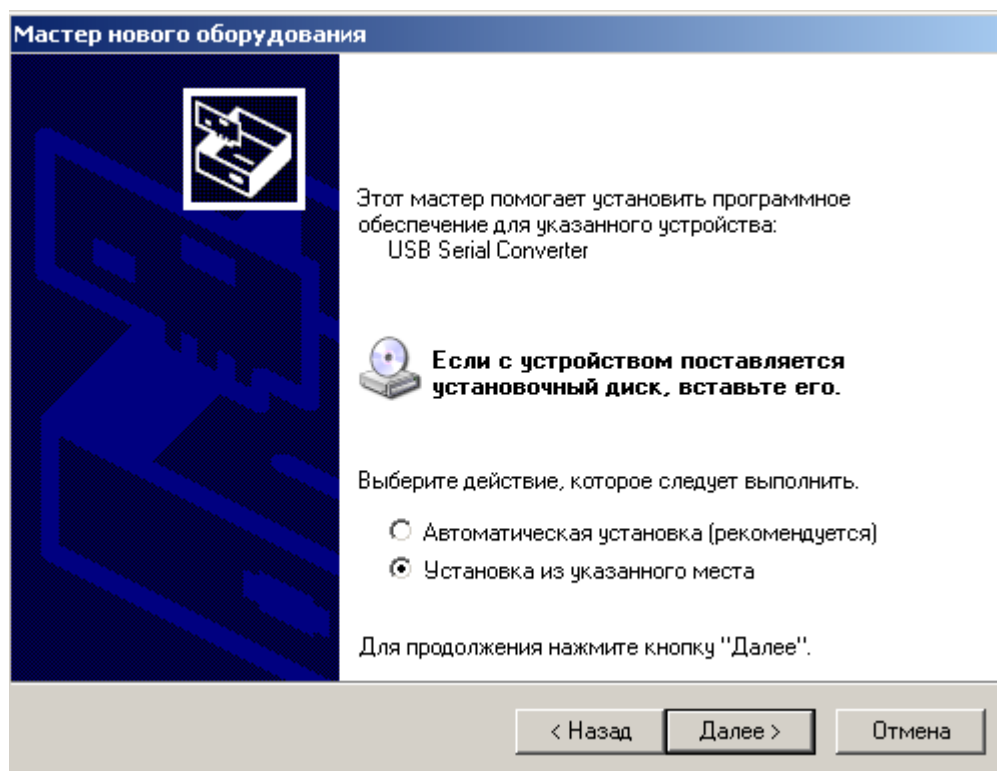 Мастер нового оборудования
Этот мастер помогает установить программное
обеспечение для указанного устройства:
USB Serial Converter
Если с устройством поставляется
установочный диск, вставьте его.
Выберите действие, которое следует выполнить.
Автоматическая установка (рекомендуется)
Установка из указанного места
Для продолжения нажмите кнопку "Далее".
< Назад
Далее >
Отмена